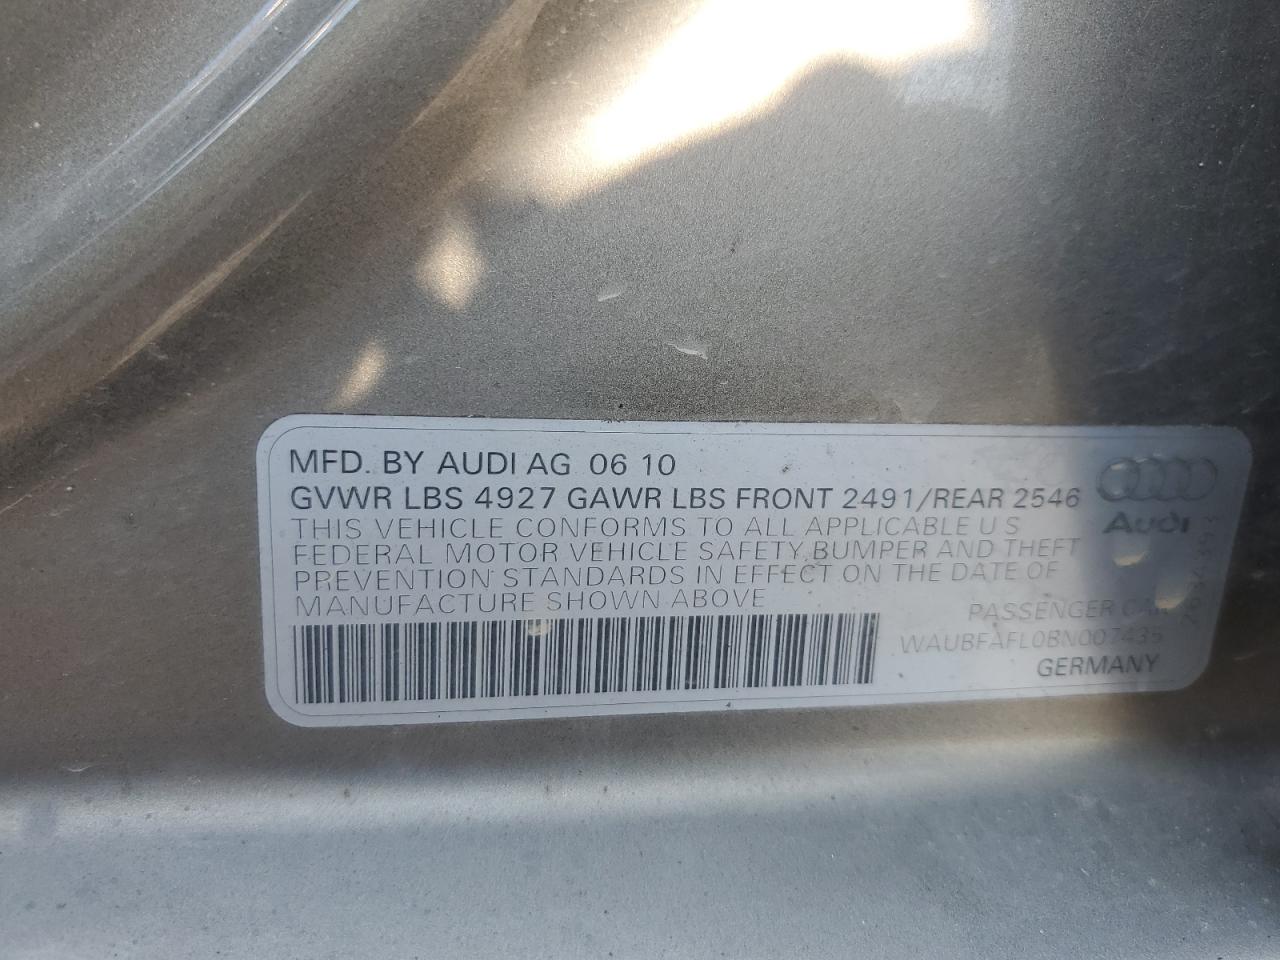 MFD. BY AUDI AG 06 10
GVWR LBS 4927 GAWR LBS FRONT 2491/REAR 2546
THIS VEHICLE CONFORMS TO ALL APPLICABLE U S
FEDERAL MOTOR VEHICLE SAFETY, BUMPER AND THEFT
PREVENTION STANDARDS IN EFFECT ON THE DATE OF
MANUFACTURE SHOWN ABOVE
Audi
PASSENGER CAR
WAUBFAFL0BN007435
GERMANY